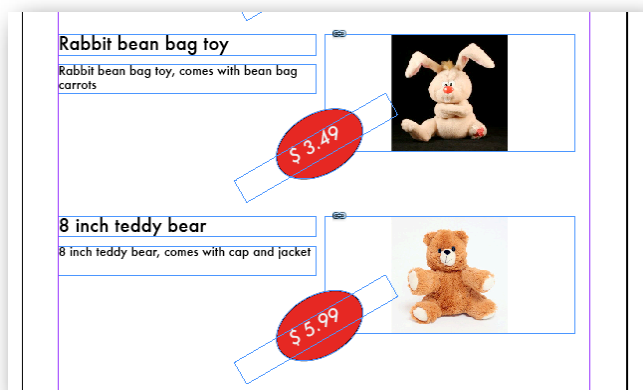 Rabbit bean bag toy
Rabbit bean bag toy, comes with bean bag
carrots
$ 3.49
8 inch teddy bear
8 inch teddy bear, comes with cap and jacket
$ 5.99